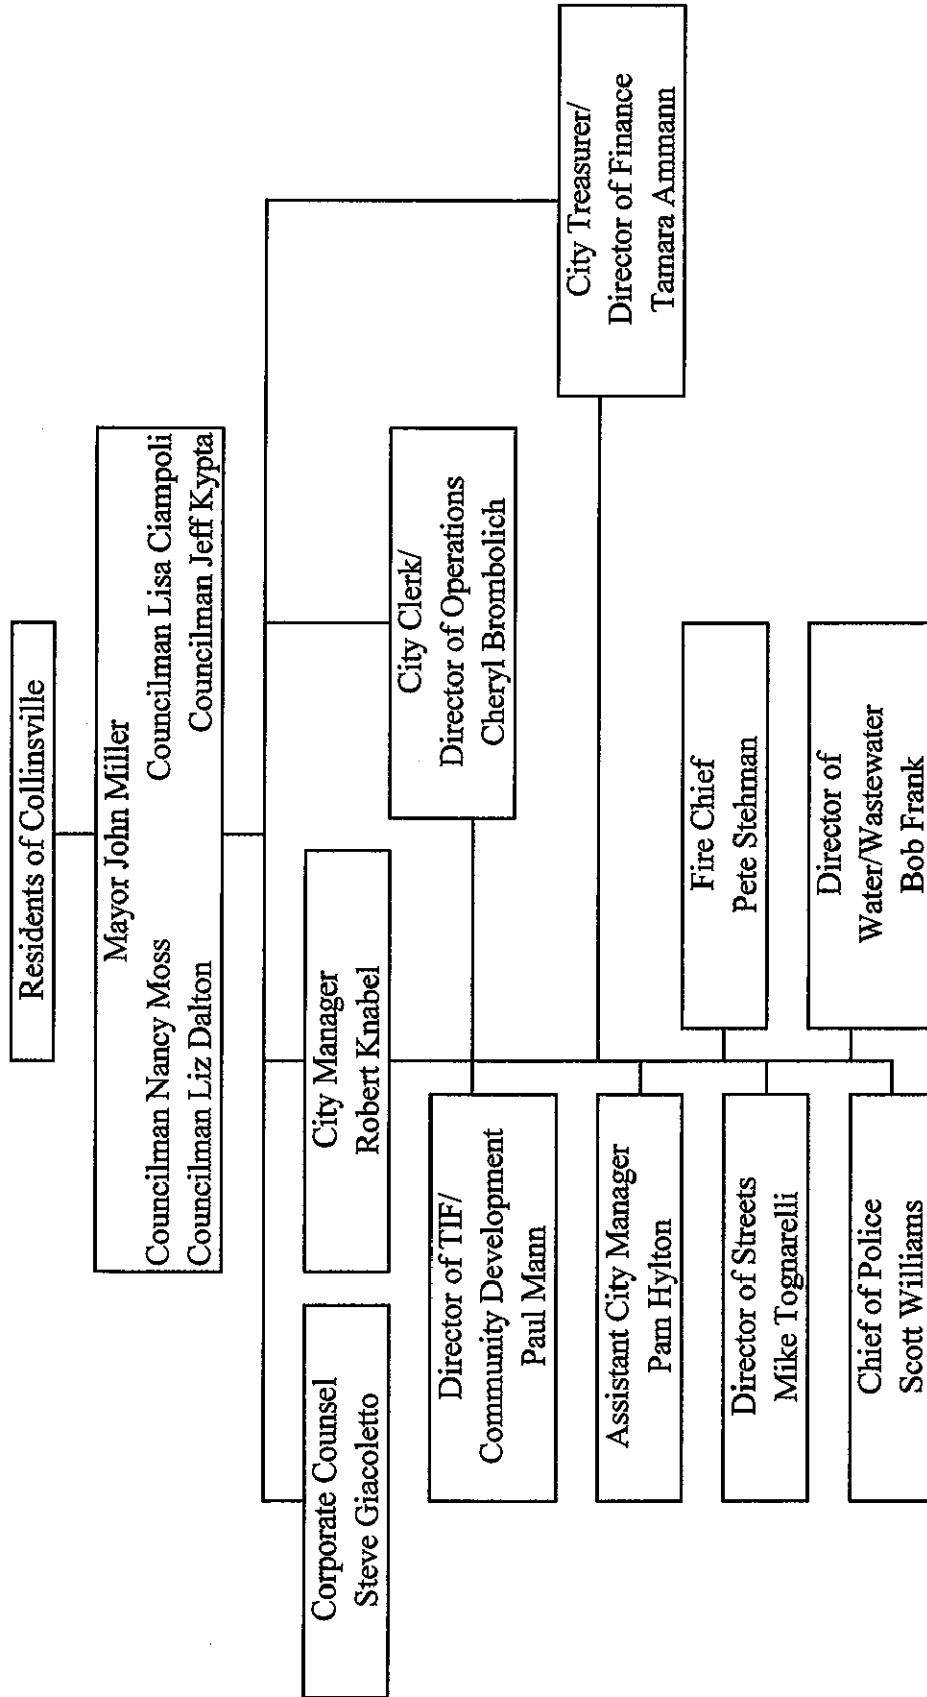 Residents of Collinsville
Mayor John Miller
Councilman Nancy Moss Councilman Lisa Ciampoli
Councilman Liz Dalton Councilman Jeff Kypta
Corporate Counsel
Steve Giacoletto
City Manager
Robert Knabel
City Clerk/
Director of Operations
Cheryl Brombolich
City Treasurer/
Director of Finance
Tamara Ammann
Director of TIF/
Community Development
Paul Mann
Assistant City Manager
Pam Hylton
Fire Chief
Pete Stehman
Director of Streets
Mike Tognarelli
Director of
Water/Wastewater
Bob Frank
Chief of Police
Scott Williams